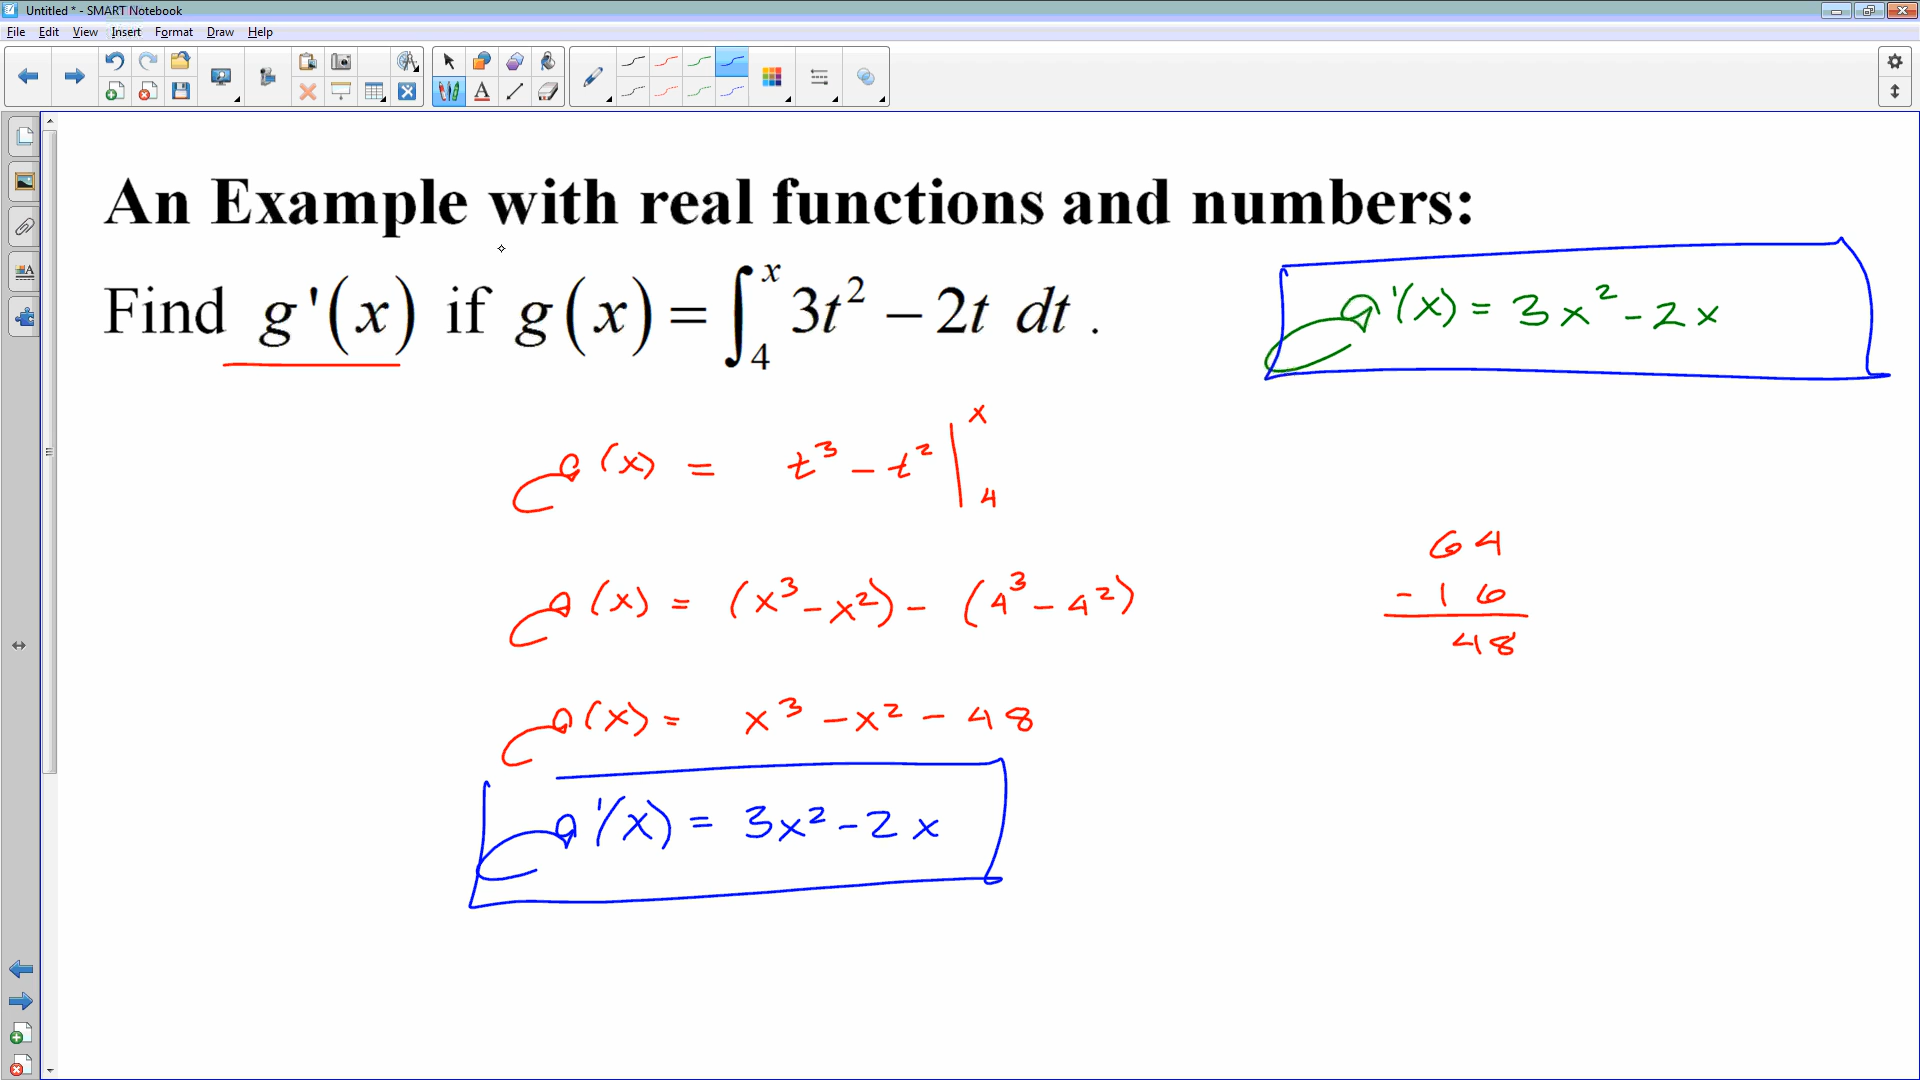 Untitled * - SMART Notebook
File Edit View Insert Format Draw Help
An Example with real functions and numbers:
Find g'(x) if g(x) = ∫₄ˣ 3t² − 2t dt .
g'(x) = 3x² - 2x
g(x) = t³ - t² |₄ˣ
g(x) = (x³ - x²) - (4³ - 4²)
64
- 16
48
g(x) = x³ - x² - 48
g'(x) = 3x² - 2x